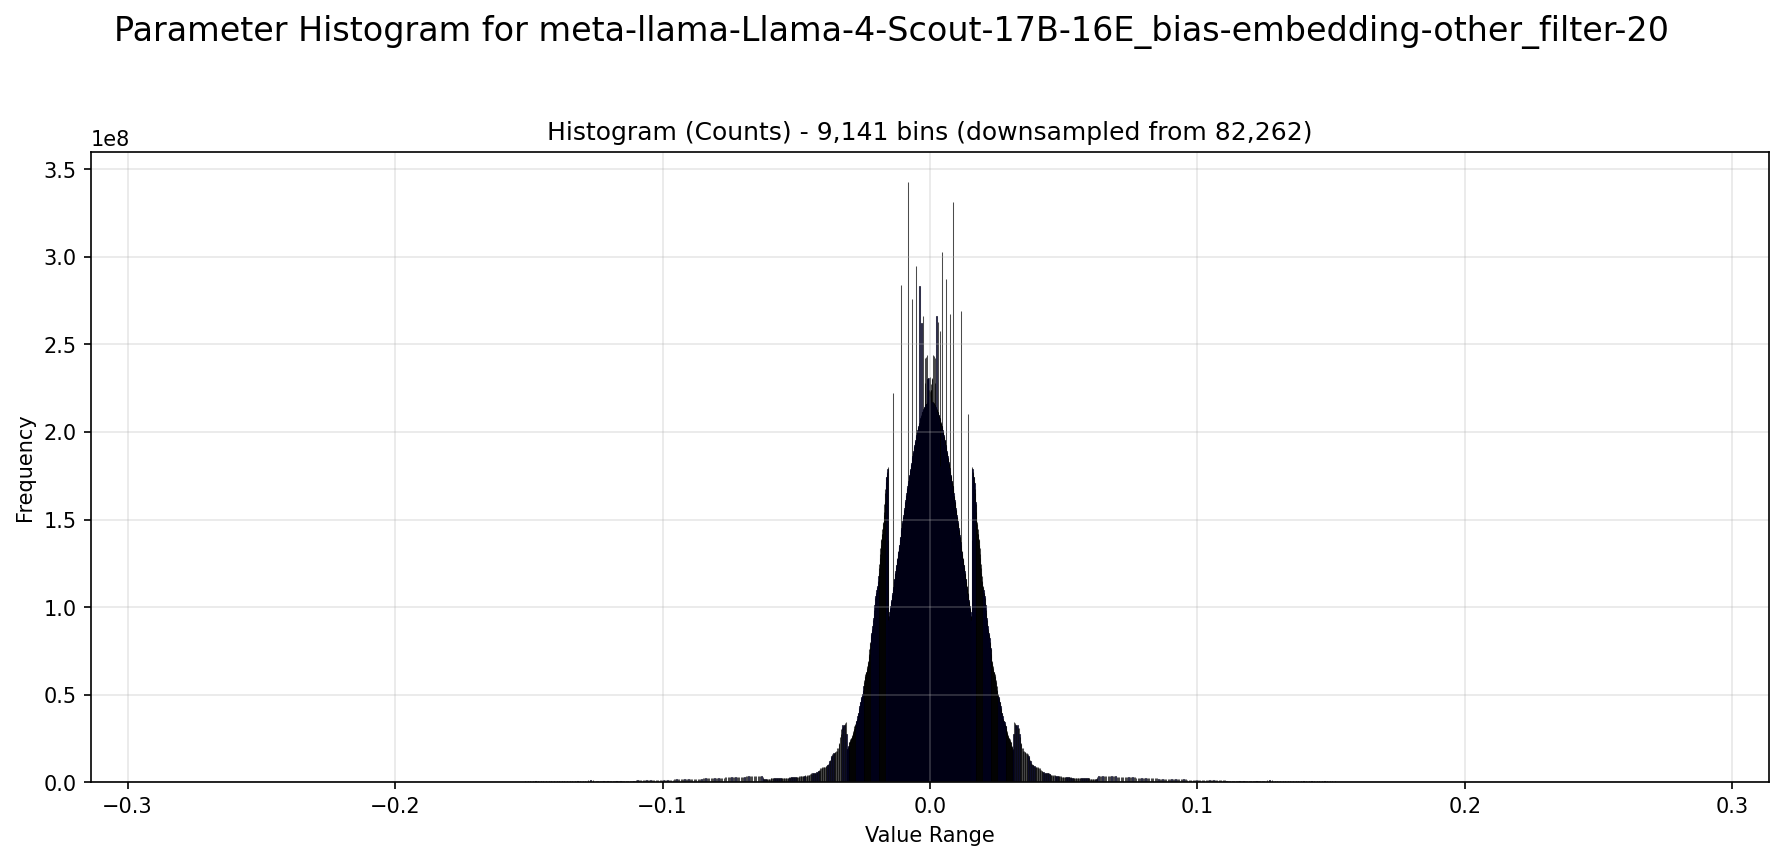 Parameter Histogram for meta-llama-Llama-4-Scout-17B-16E_bias-embedding-other_filter-20
Histogram (Counts) - 9,141 bins (downsampled from 82,262)
1e8
3.5
3.0
2.5
2.0
1.5
1.0
0.5
0.0
Frequency
−0.3 −0.2 −0.1 0.0 0.1 0.2 0.3
Value Range